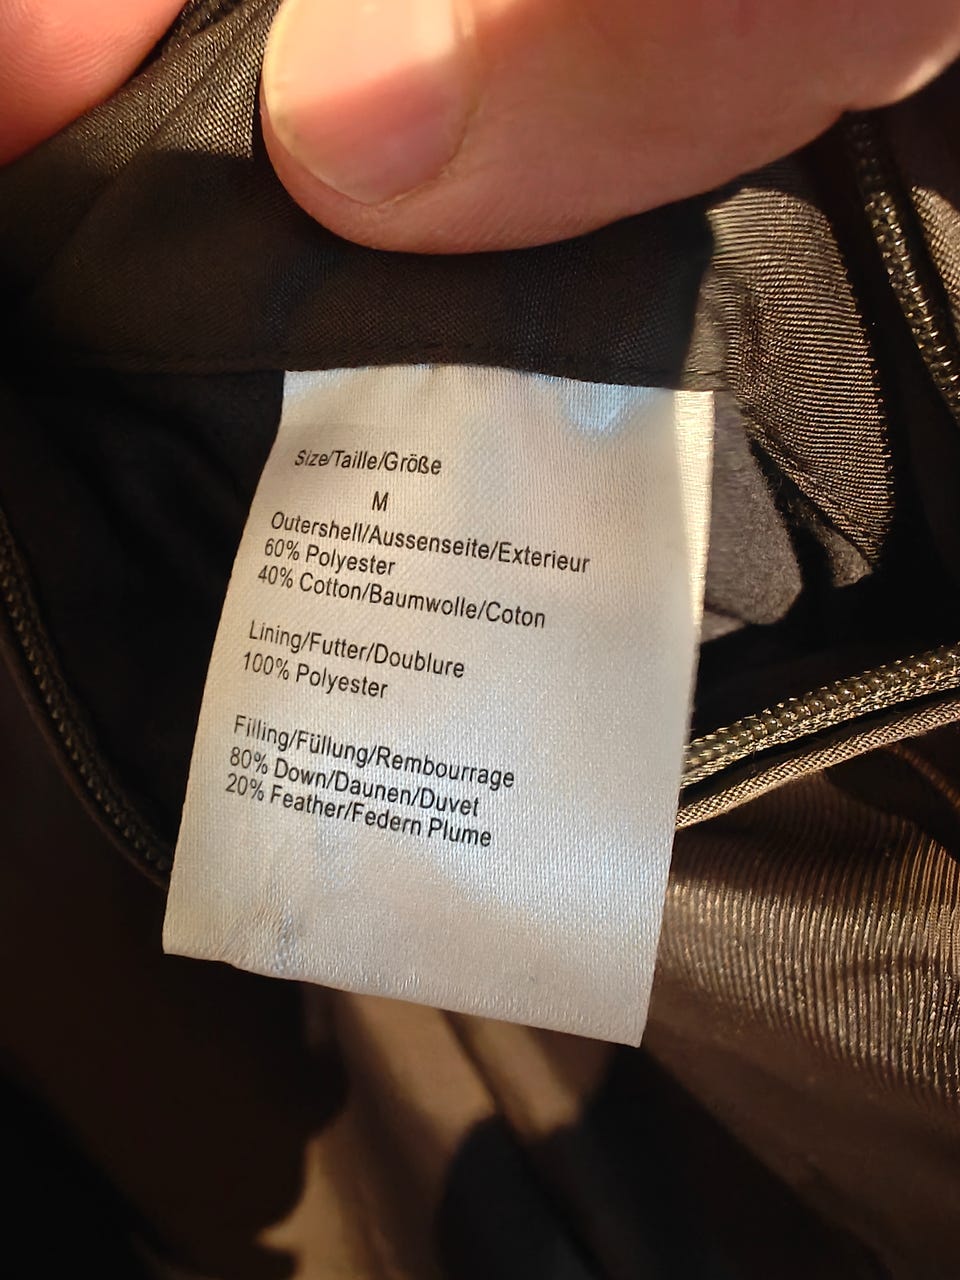 Size/Taille/Größe
M
Outershell/Aussenseite/Exterieur
60% Polyester
40% Cotton/Baumwolle/Coton
Lining/Futter/Doublure
100% Polyester
Filling/Füllung/Rembourrage
80% Down/Daunen/Duvet
20% Feather/Federn Plume